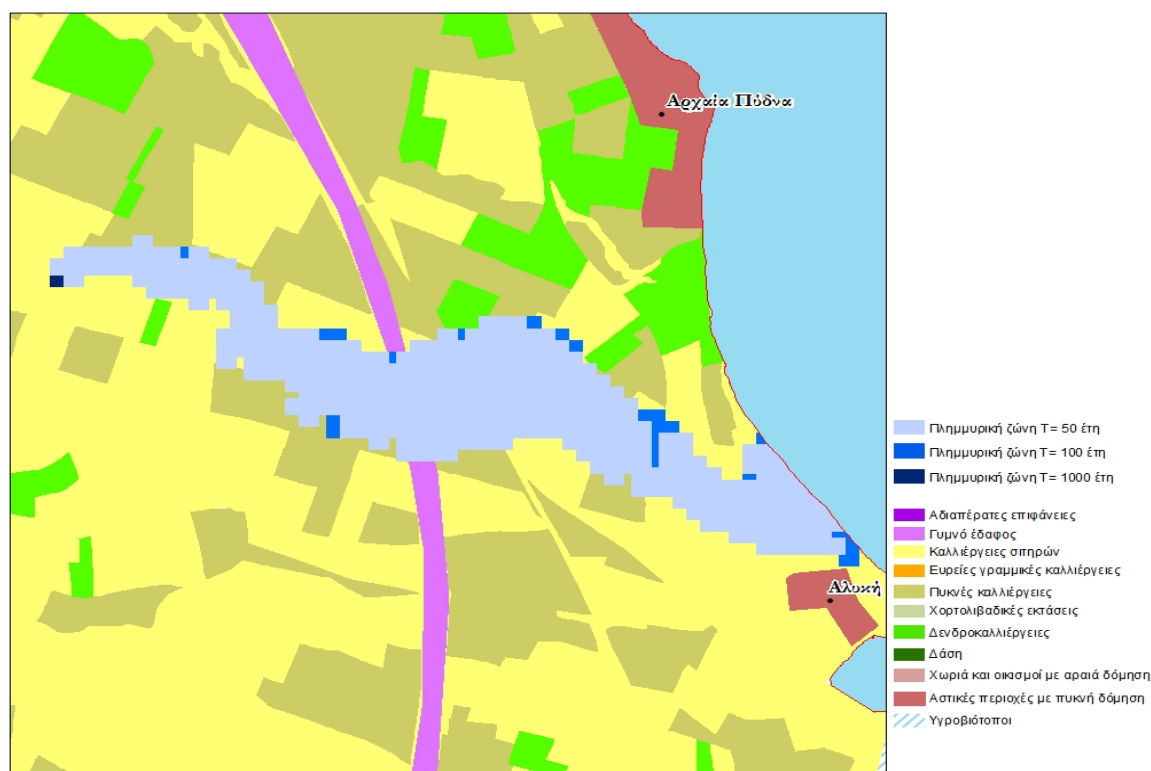 Αρχαία Πύδνα
Αλυκή
Πλημμυρική ζώνη T= 50 έτη
Πλημμυρική ζώνη T= 100 έτη
Πλημμυρική ζώνη T= 1000 έτη
Αδιαπέρατες επιφάνειες
Γυμνό έδαφος
Καλλιέργειες σιτηρών
Ευρείες γραμμικές καλλιέργειες
Πυκνές καλλιέργειες
Χορτολιβαδικές εκτάσεις
Δενδροκαλλιέργειες
Δάση
Χωριά και οικισμοί με αραιά δόμηση
Αστικές περιοχές με πυκνή δόμηση
Υγροβιότοποι